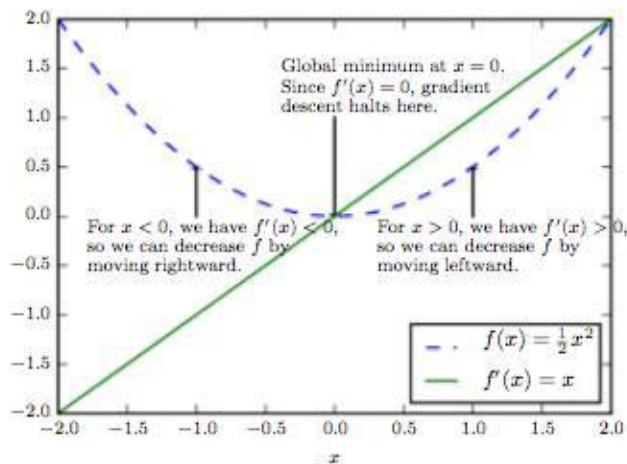 2.0
1.5
1.0
0.5
0.0
−0.5
−1.0
−1.5
−2.0
Global minimum at x = 0.
Since f′(x) = 0, gradient
descent halts here.
For x < 0, we have f′(x) < 0,
so we can decrease f by
moving rightward.
For x > 0, we have f′(x) > 0,
so we can decrease f by
moving leftward.
f(x) = ½x²
f′(x) = x
−2.0 −1.5 −1.0 −0.5 0.0 0.5 1.0 1.5 2.0
x